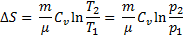 ΔS = m/μ C_v ln T_2/T_1 = m/μ C_v ln p_2/p_1